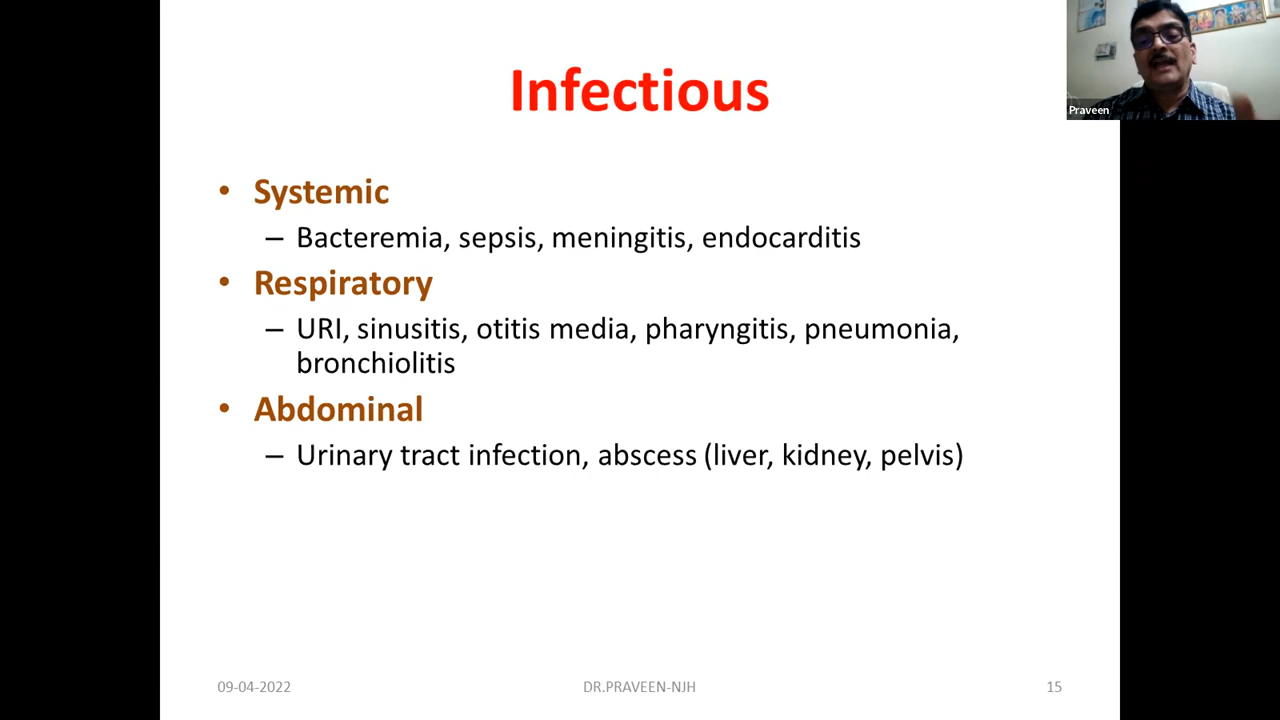 Infectious
Praveen
• Systemic
– Bacteremia, sepsis, meningitis, endocarditis
• Respiratory
– URI, sinusitis, otitis media, pharyngitis, pneumonia,
bronchiolitis
• Abdominal
– Urinary tract infection, abscess (liver, kidney, pelvis)
09-04-2022
DR.PRAVEEN-NJH
15